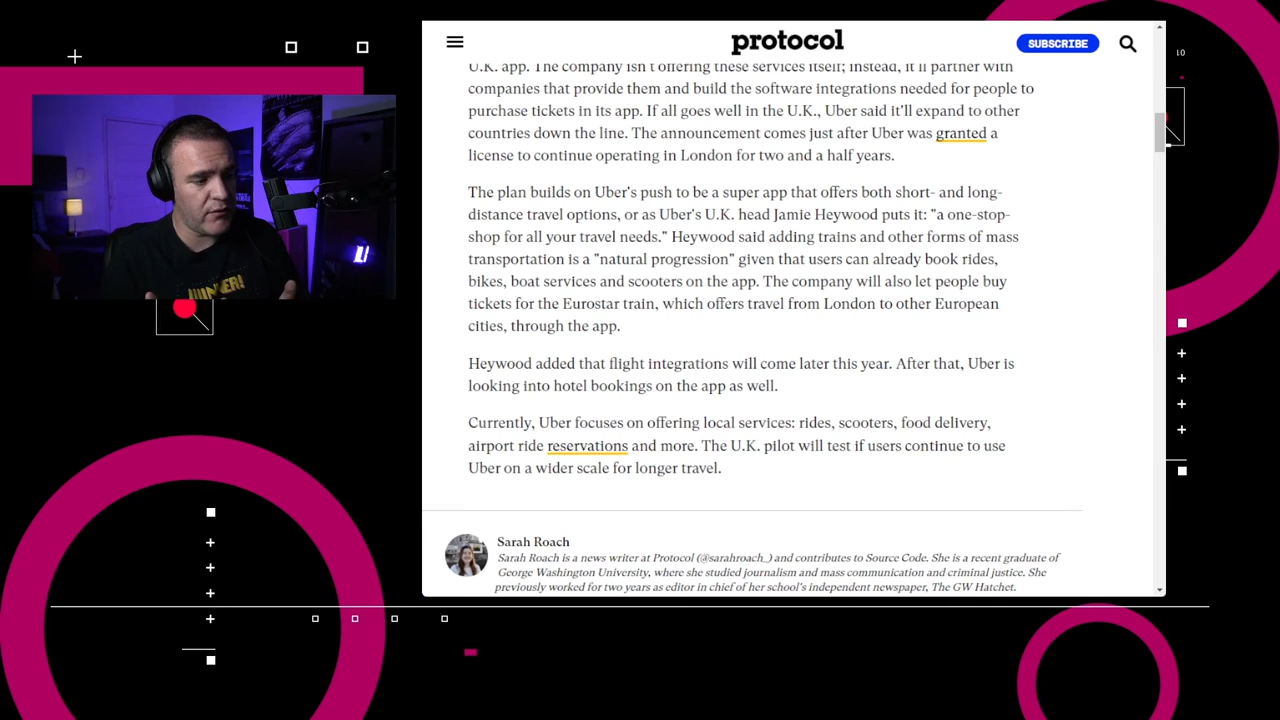 protocol
SUBSCRIBE
U.K. app. The company isn't offering these services itself; instead, it'll partner with
companies that provide them and build the software integrations needed for people to
purchase tickets in its app. If all goes well in the U.K., Uber said it'll expand to other
countries down the line. The announcement comes just after Uber was granted a
license to continue operating in London for two and a half years.
The plan builds on Uber's push to be a super app that offers both short- and long-
distance travel options, or as Uber's U.K. head Jamie Heywood puts it: "a one-stop-
shop for all your travel needs." Heywood said adding trains and other forms of mass
transportation is a "natural progression" given that users can already book rides,
bikes, boat services and scooters on the app. The company will also let people buy
tickets for the Eurostar train, which offers travel from London to other European
cities, through the app.
Heywood added that flight integrations will come later this year. After that, Uber is
looking into hotel bookings on the app as well.
Currently, Uber focuses on offering local services: rides, scooters, food delivery,
airport ride reservations and more. The U.K. pilot will test if users continue to use
Uber on a wider scale for longer travel.
Sarah Roach
Sarah Roach is a news writer at Protocol (@sarahroach_) and contributes to Source Code. She is a recent graduate of
George Washington University, where she studied journalism and mass communication and criminal justice. She
previously worked for two years as editor in chief of her school's independent newspaper, The GW Hatchet.